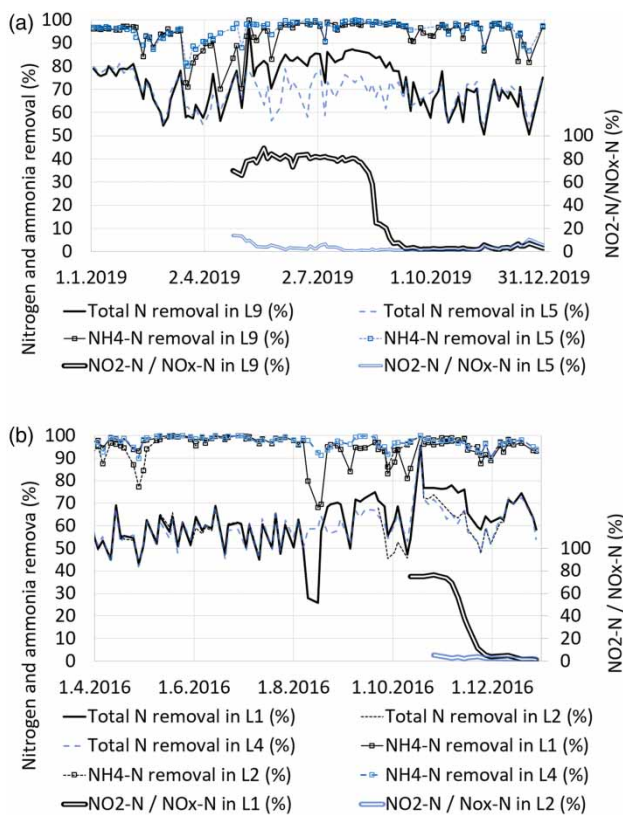 (a)
Nitrogen and ammonia removal (%)
100
90
80
70
60
50
40
30
20
10
0
100
80
60
40
20
0
NO2-N/NOx-N (%)
1.1.2019 2.4.2019 2.7.2019 1.10.2019 31.12.2019
Total N removal in L9 (%) Total N removal in L5 (%)
NH4-N removal in L9 (%) NH4-N removal in L5 (%)
NO2-N / NOx-N in L9 (%) NO2-N / NOx-N in L5 (%)
(b)
Nitrogen and ammonia remova (%)
100
90
80
70
60
50
40
30
20
10
0
100
80
60
40
20
0
NO2-N / NOx-N (%)
1.4.2016 1.6.2016 1.8.2016 1.10.2016 1.12.2016
Total N removal in L1 (%) Total N removal in L2 (%)
Total N removal in L4 (%) NH4-N removal in L1 (%)
NH4-N removal in L2 (%) NH4-N removal in L4 (%)
NO2-N / NOx-N in L1 (%) NO2-N / Nox-N in L2 (%)